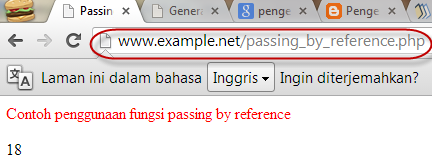 Passin
Genera
penge
Penge
www.example.net/passing_by_reference.php
Laman ini dalam bahasa Inggris Ingin diterjemahkan?
Contoh penggunaan fungsi passing by reference
18